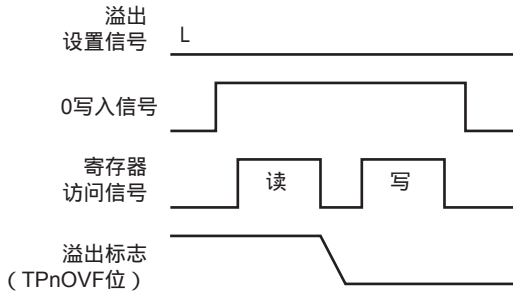 溢出
设置信号
L
0写入信号
寄存器
访问信号
读
写
溢出标志
（TPnOVF位）